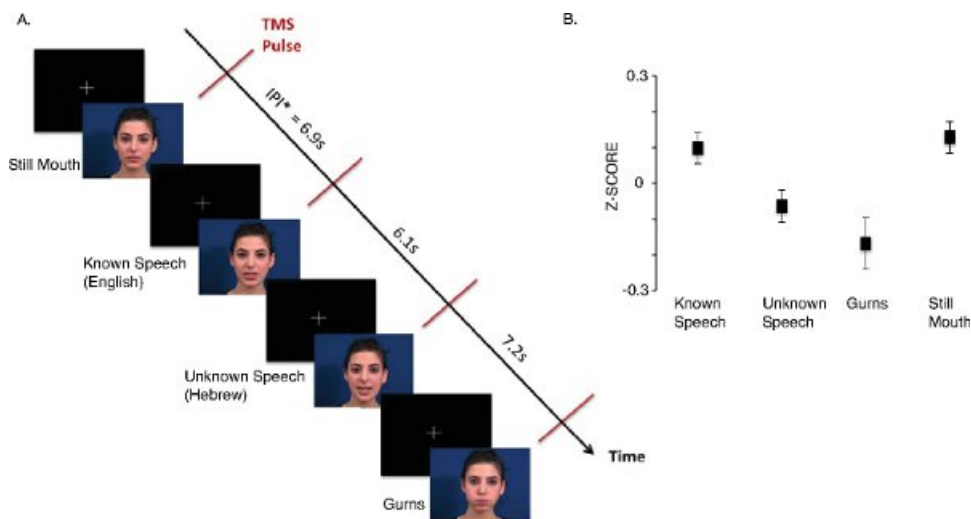 A.
TMS
Pulse
IPI* = 6.9s
Still Mouth
6.1s
Known Speech
(English)
7.2s
Unknown Speech
(Hebrew)
Time
Gurns
B.
0.3
0
-0.3
Z-SCORE
Known
Speech
Unknown
Speech
Gurns
Still
Mouth